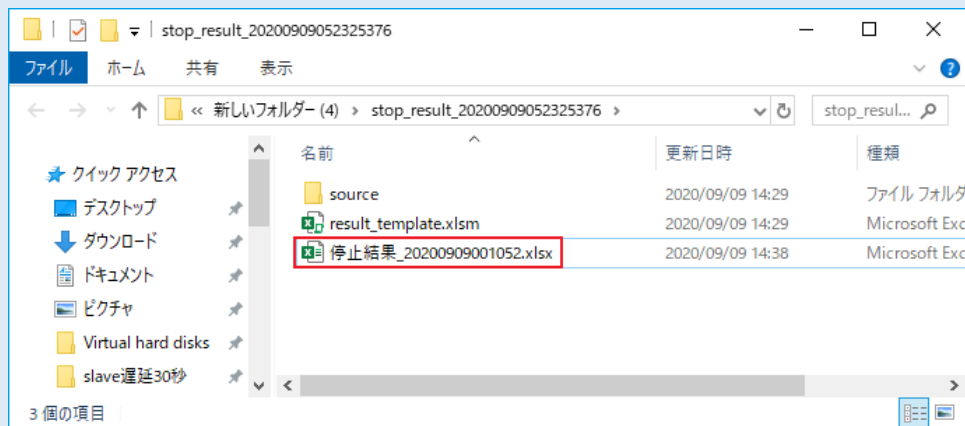 stop_result_20200909052325376
ファイル ホーム 共有 表示
« 新しいフォルダー (4) › stop_result_20200909052325376 ›
stop_resul...
クイック アクセス
デスクトップ
ダウンロード
ドキュメント
ピクチャ
Virtual hard disks
slave遅延30秒
名前 更新日時 種類
source 2020/09/09 14:29 ファイル フォルダ
result_template.xlsm 2020/09/09 14:29 Microsoft Exc
停止結果_20200909001052.xlsx 2020/09/09 14:38 Microsoft Exc
3 個の項目